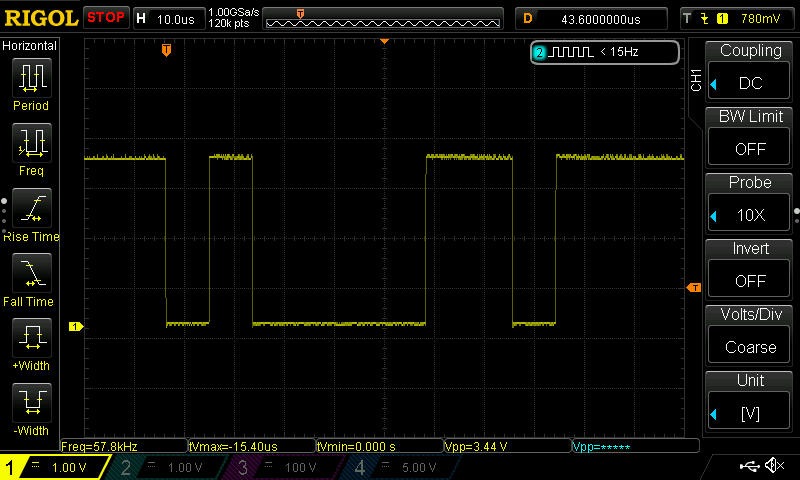 RIGOL STOP H 10.0us 1.00GSa/s 120k pts T D 43.6000000us T 1 780mV
Horizontal
T
2 < 15Hz
Coupling
DC
CH1
Period
BW Limit
OFF
Freq
Probe
10X
Rise Time
Invert
OFF
Fall Time
T
Volts/Div
Coarse
1
+Width
Unit
[V]
-Width
Freq=57.8kHz tVmax=-15.40us tVmin=0.000 s Vpp=3.44 V Vpp=*****
1 1.00 V 2 1.00 V 3 100 V 4 5.00 V